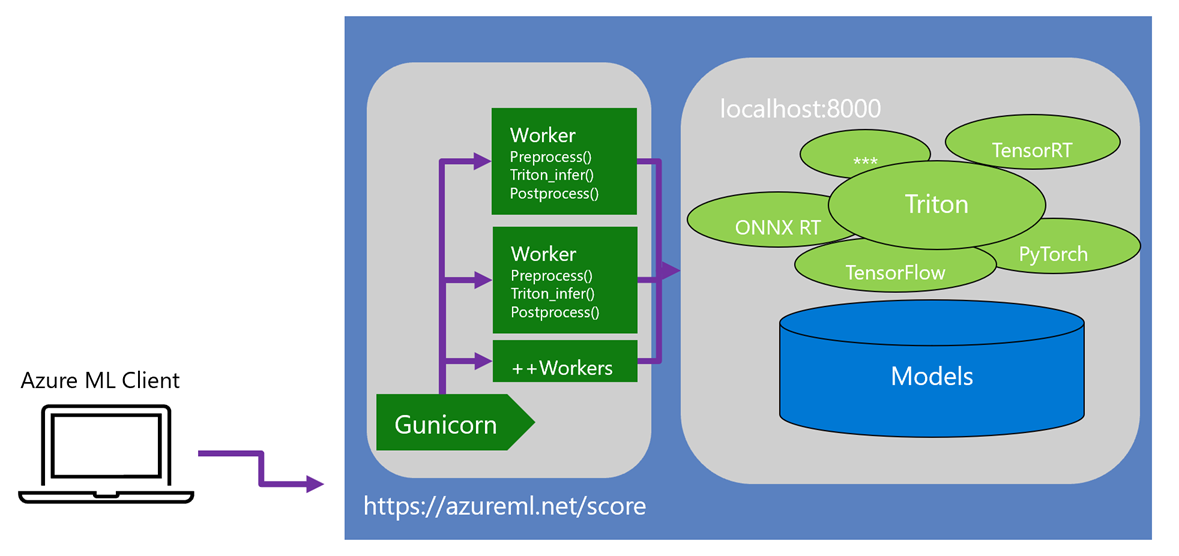 localhost:8000
Worker
Preprocess()
Triton_infer()
Postprocess()
***
TensorRT
Triton
ONNX RT
PyTorch
TensorFlow
Worker
Preprocess()
Triton_infer()
Postprocess()
++Workers
Models
Azure ML Client
Gunicorn
https://azureml.net/score